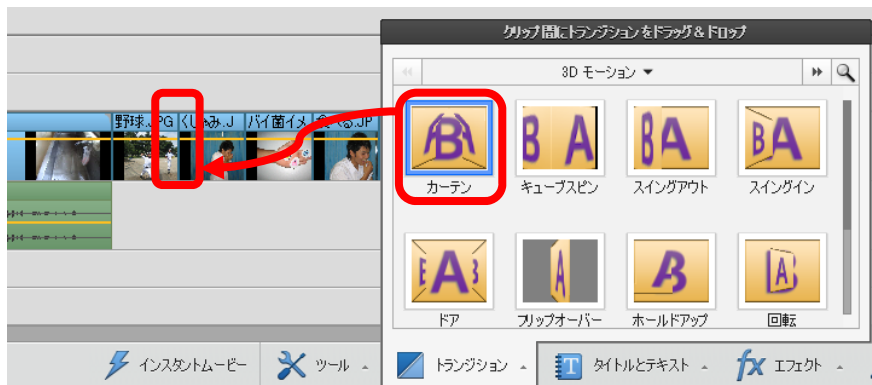 クリップ間にトランジションをドラッグ&ドロップ
3D モーション
野球.JPG くしゃみ.J バイ菌イメ 食べる.JP
カーテン キューブスピン スイングアウト スイングイン
ドア フリップオーバー ホールドアップ 回転
インスタントムービー ツール トランジション タイトルとテキスト エフェクト